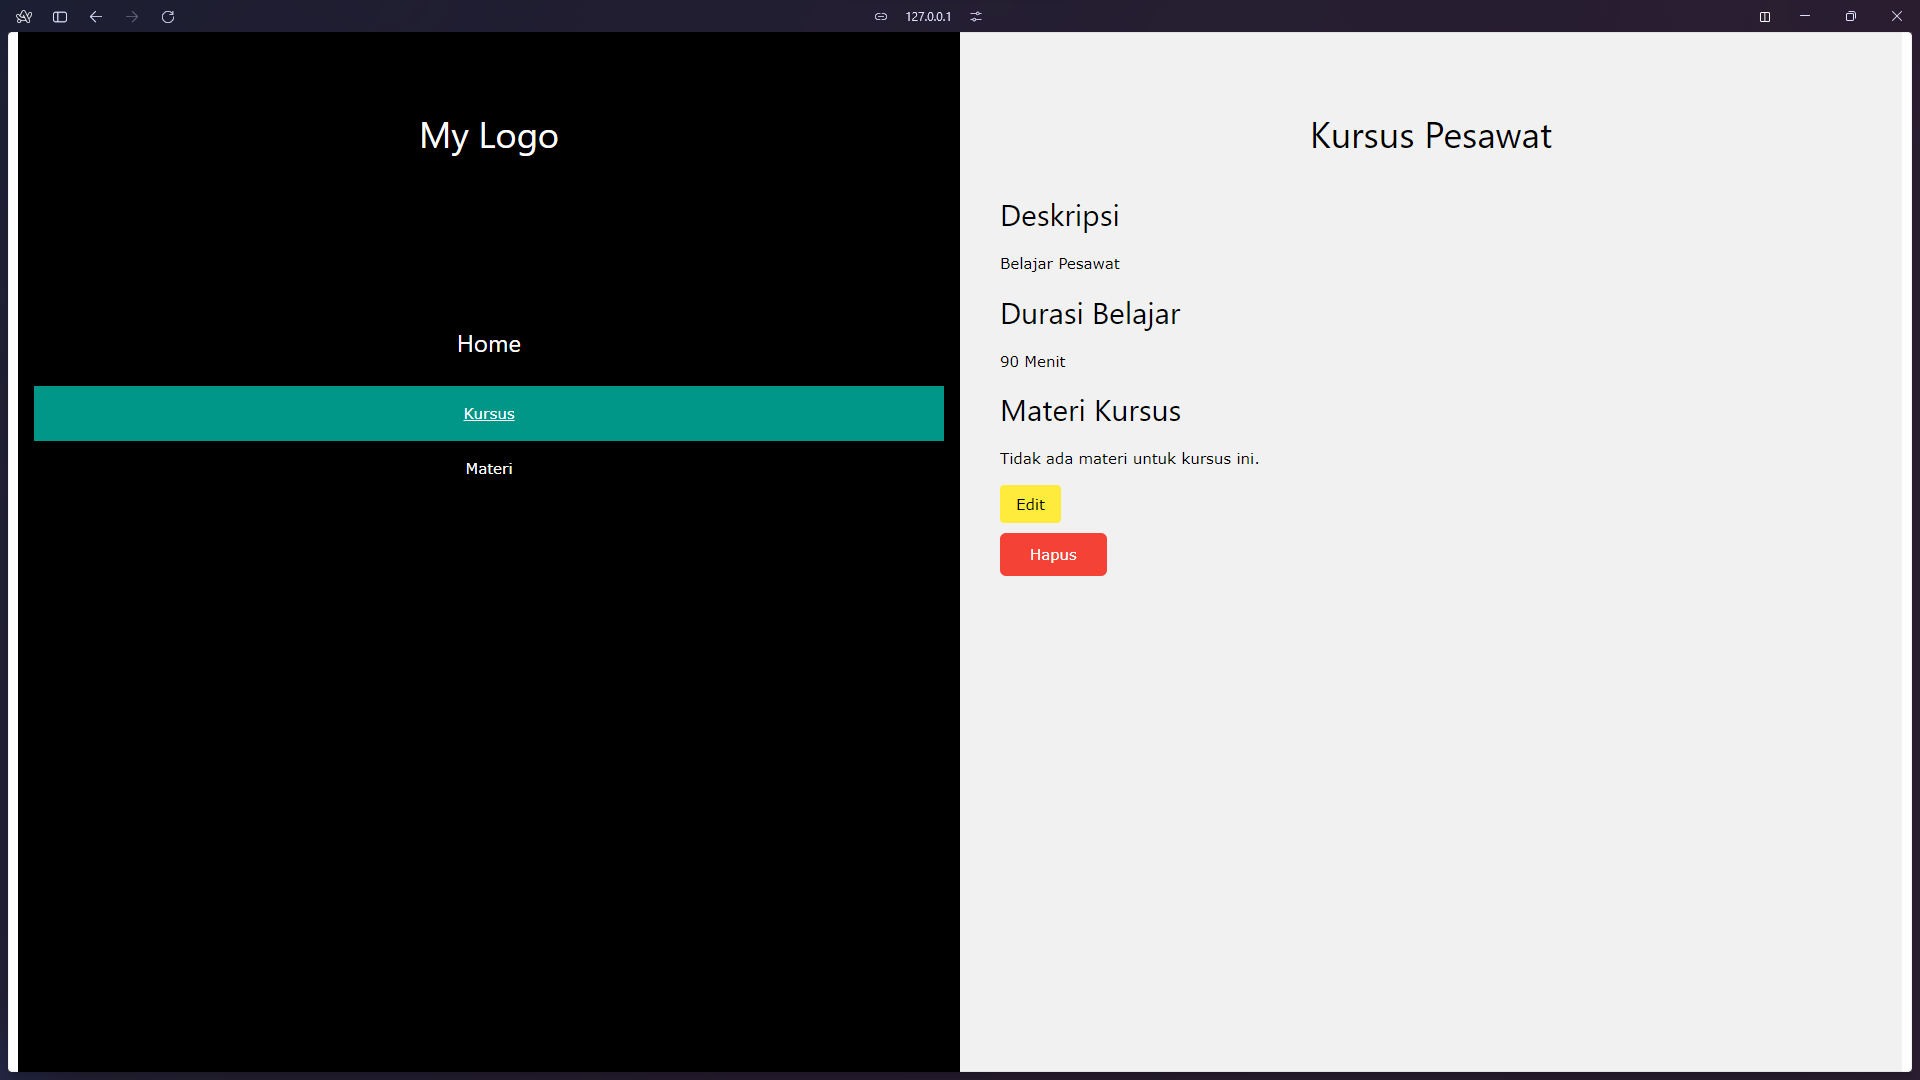 127.0.0.1
My Logo
Home
Kursus
Materi
Kursus Pesawat
Deskripsi
Belajar Pesawat
Durasi Belajar
90 Menit
Materi Kursus
Tidak ada materi untuk kursus ini.
Edit
Hapus